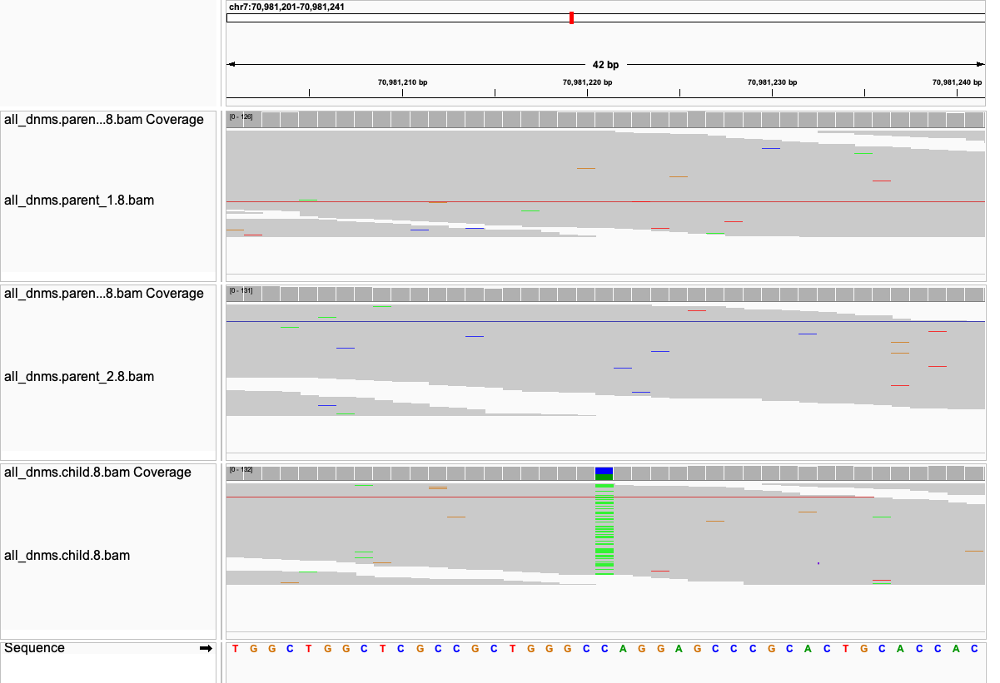 chr7:70,981,201-70,981,241
42 bp
70,981,210 bp 70,981,220 bp 70,981,230 bp 70,981,240 bp
all_dnms.paren...8.bam Coverage
[0 - 126]
all_dnms.parent_1.8.bam
all_dnms.paren...8.bam Coverage
[0 - 131]
all_dnms.parent_2.8.bam
all_dnms.child.8.bam Coverage
[0 - 132]
all_dnms.child.8.bam
Sequence T G G C T G G C T C G C C G C T G G G C C A G G A G C C C G C A C T G C A C C A C